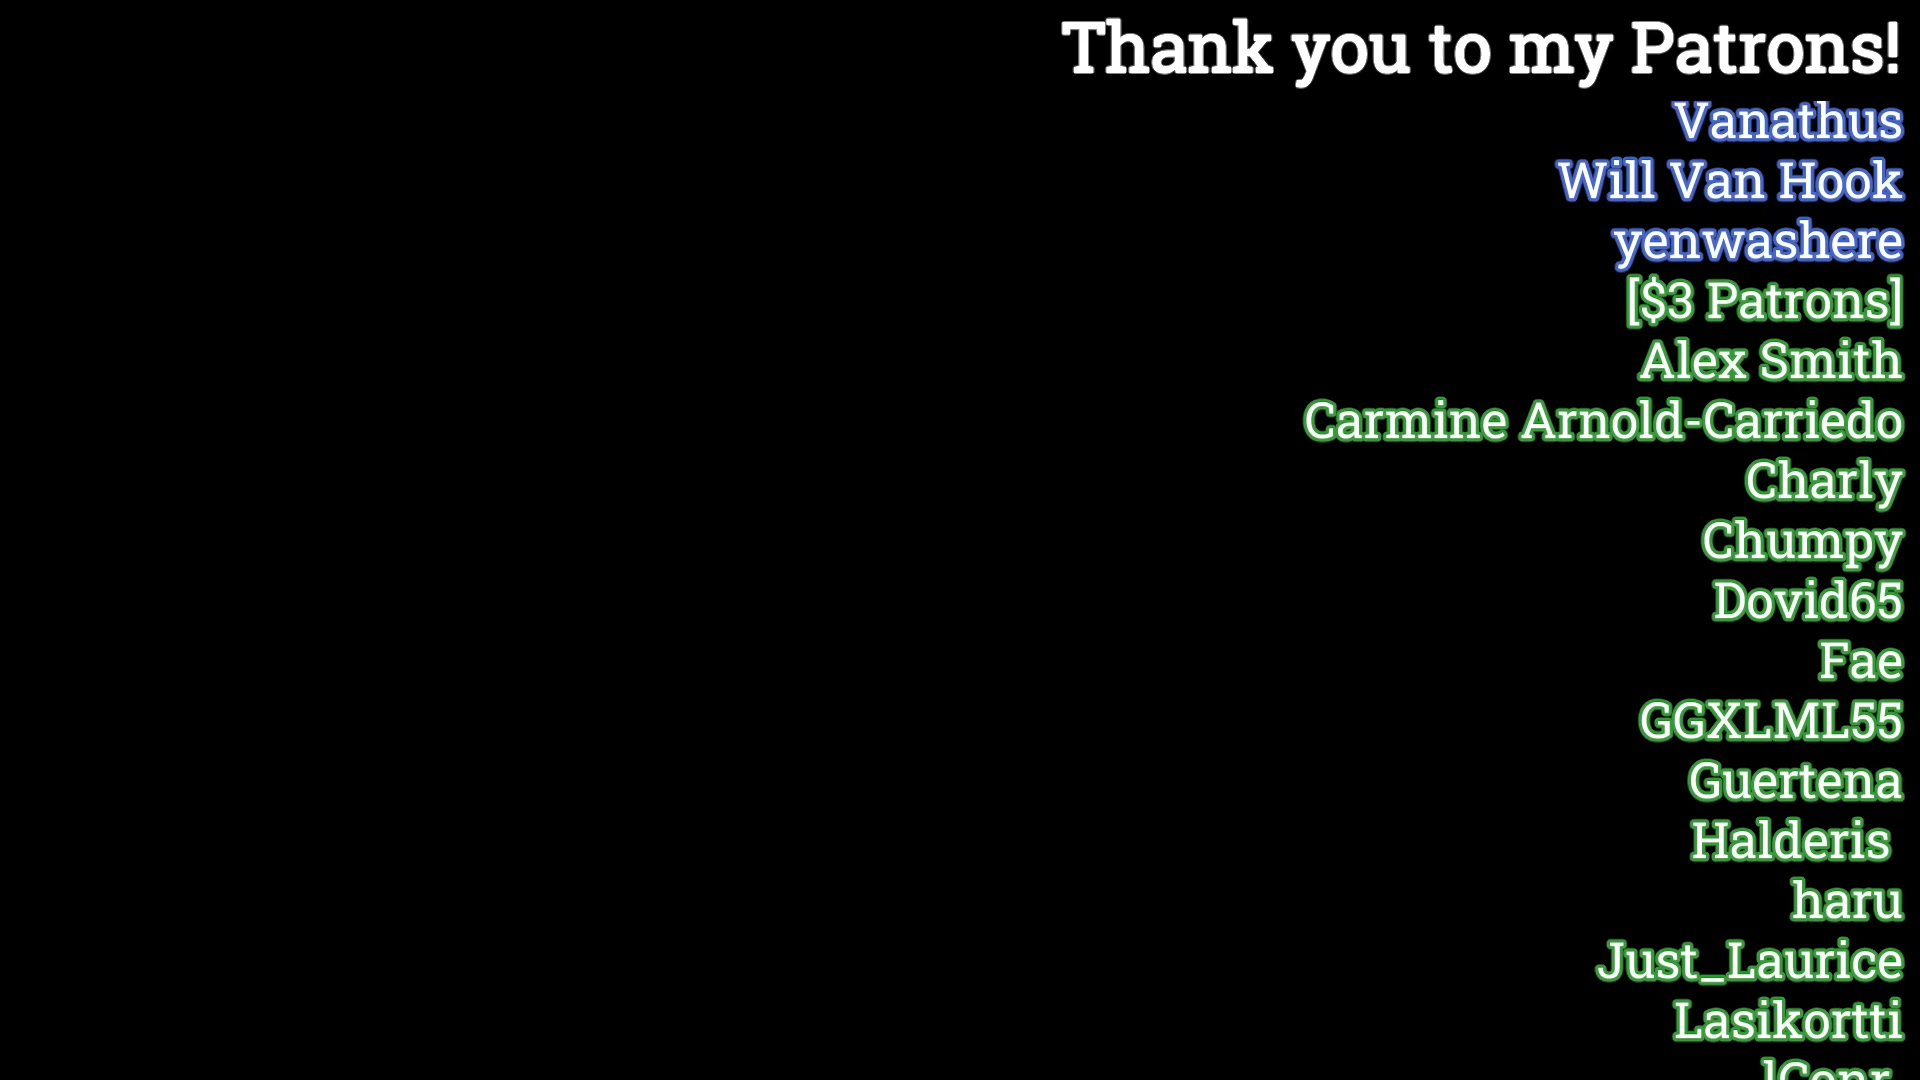 Thank you to my Patrons!
Vanathus
Will Van Hook
yenwashere
[$3 Patrons]
Alex Smith
Carmine Arnold-Carriedo
Charly
Chumpy
Dovid65
Fae
GGXLML55
Guertena
Halderis
haru
Just_Laurice
Lasikortti